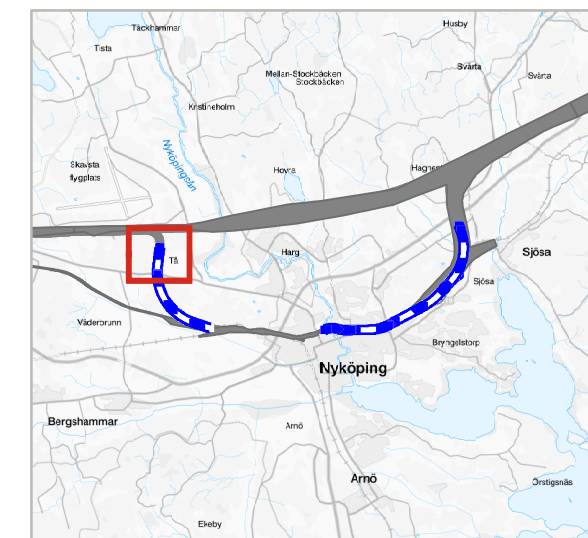 Husby
Täckhammar
Tista
Svärta
Mellan-Stockbäcken
Svärta
Stockbäcken
Kristineholm
Nyköpingsån
Skavsta
flygplats
Hovra
Harg
Tå
Sjösa
Sjösa
Väderbrunn
Bryngelstorp
Nyköping
Bergshammar
Arnö
Arnö
Örstigsnäs
Ekeby